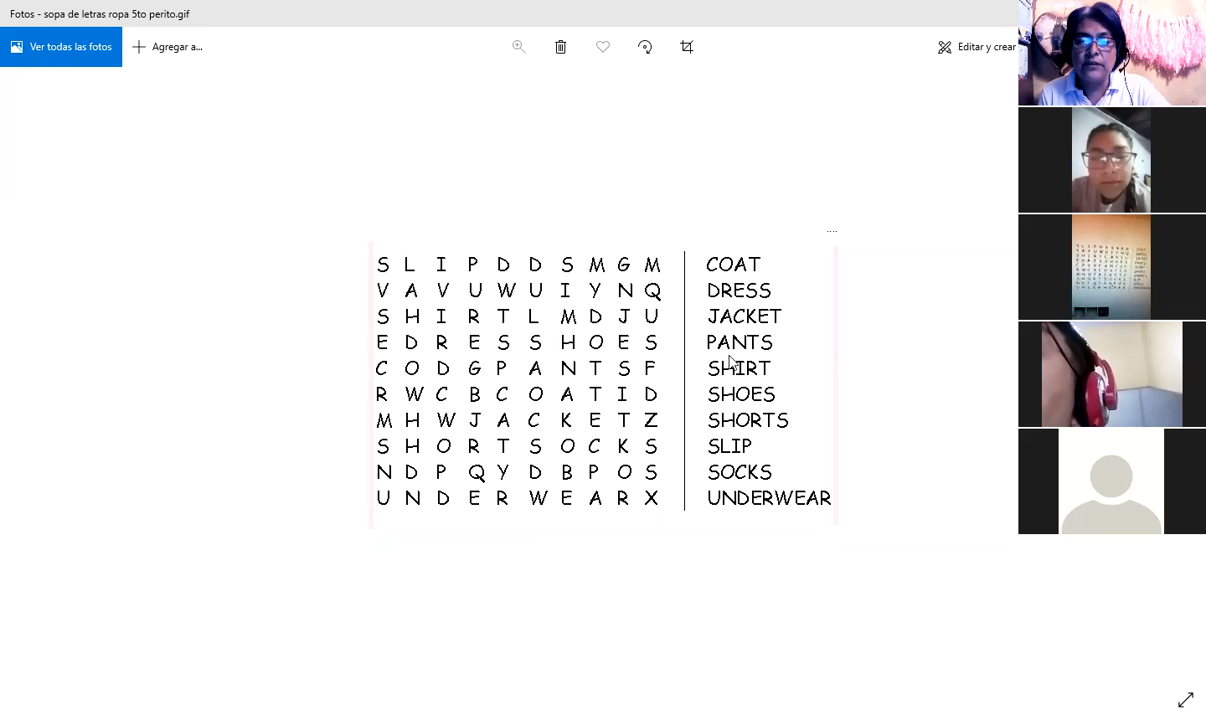 Fotos - sopa de letras ropa 5to perito.gif
Ver todas las fotos
Agregar a...
Editar y crear
S L I P D D S M G M COAT
V A V U W U I Y N Q DRESS
S H I R T L M D J U JACKET
E D R E S S H O E S PANTS
C O D G P A N T S F SHIRT
R W C B C O A T I D SHOES
M H W J A C K E T Z SHORTS
S H O R T S O C K S SLIP
N D P Q Y D B P O S SOCKS
U N D E R W E A R X UNDERWEAR